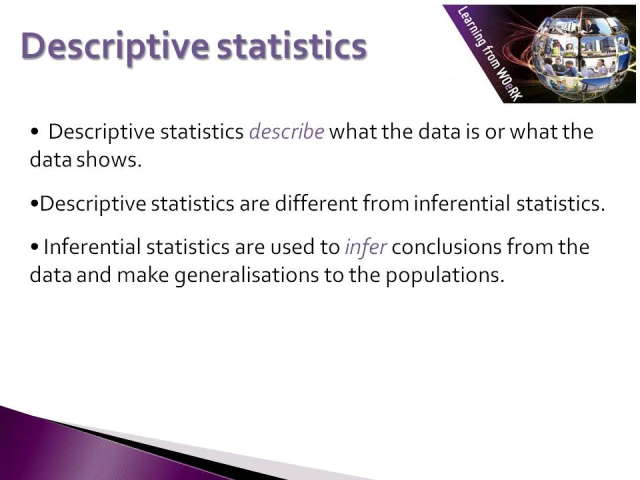 Descriptive statistics
Learning from WOeRK
• Descriptive statistics describe what the data is or what the
data shows.
•Descriptive statistics are different from inferential statistics.
• Inferential statistics are used to infer conclusions from the
data and make generalisations to the populations.